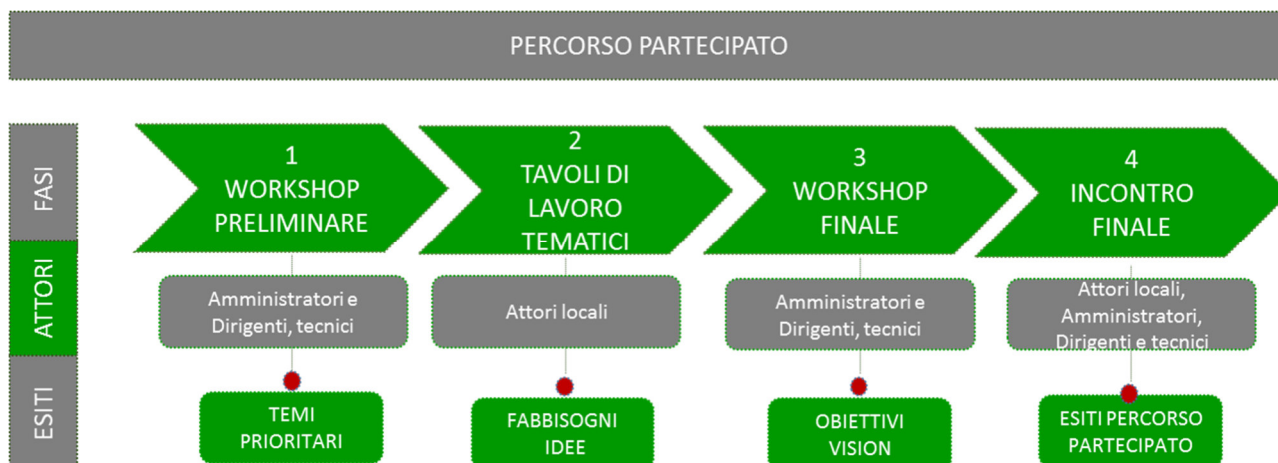 PERCORSO PARTECIPATO
FASI
1
WORKSHOP
PRELIMINARE
2
TAVOLI DI
LAVORO
TEMATICI
3
WORKSHOP
FINALE
4
INCONTRO
FINALE
ATTORI
Amministratori e
Dirigenti, tecnici
Attori locali
Amministratori e
Dirigenti, tecnici
Attori locali,
Amministratori,
Dirigenti e tecnici
ESITI
TEMI
PRIORITARI
FABBISOGNI
IDEE
OBIETTIVI
VISION
ESITI PERCORSO
PARTECIPATO